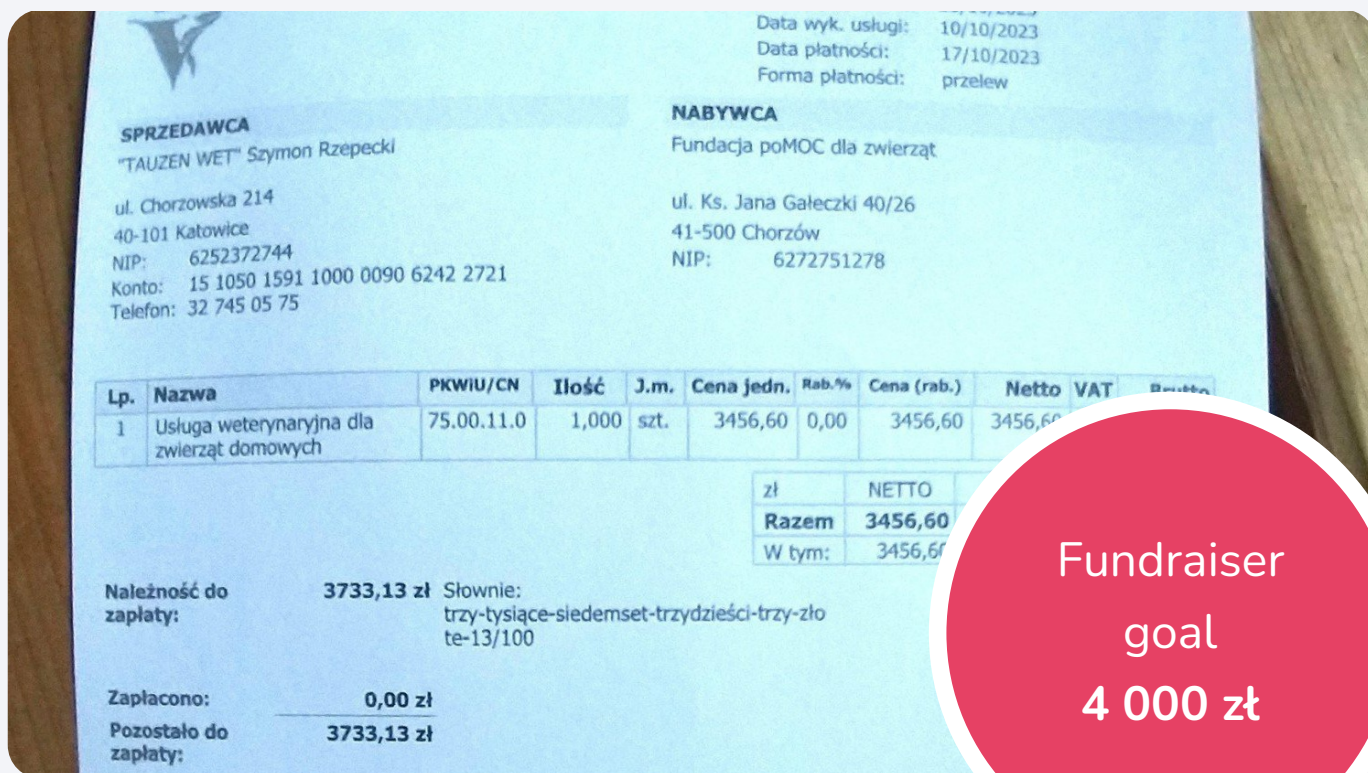 Data wyk. usługi: 10/10/2023
Data płatności: 17/10/2023
Forma płatności: przelew
SPRZEDAWCA
"TAUZEN WET" Szymon Rzepecki
ul. Chorzowska 214
40-101 Katowice
NIP: 6252372744
Konto: 15 1050 1591 1000 0090 6242 2721
Telefon: 32 745 05 75
NABYWCA
Fundacja poMOC dla zwierząt
ul. Ks. Jana Gałeczki 40/26
41-500 Chorzów
NIP: 6272751278
Lp. Nazwa PKWiU/CN Ilość J.m. Cena jedn. Rab.% Cena (rab.) Netto VAT Brutto
1 Usługa weterynaryjna dla 75.00.11.0 1,000 szt. 3456,60 0,00 3456,60 3456,60
zwierząt domowych
zł NETTO
Razem 3456,60
W tym: 3456,60
Należność do 3733,13 zł Słownie:
zapłaty: trzy-tysiące-siedemset-trzydzieści-trzy-zło
te-13/100
Zapłacono: 0,00 zł
Pozostało do 3733,13 zł
zapłaty:
Fundraiser
goal
4 000 zł